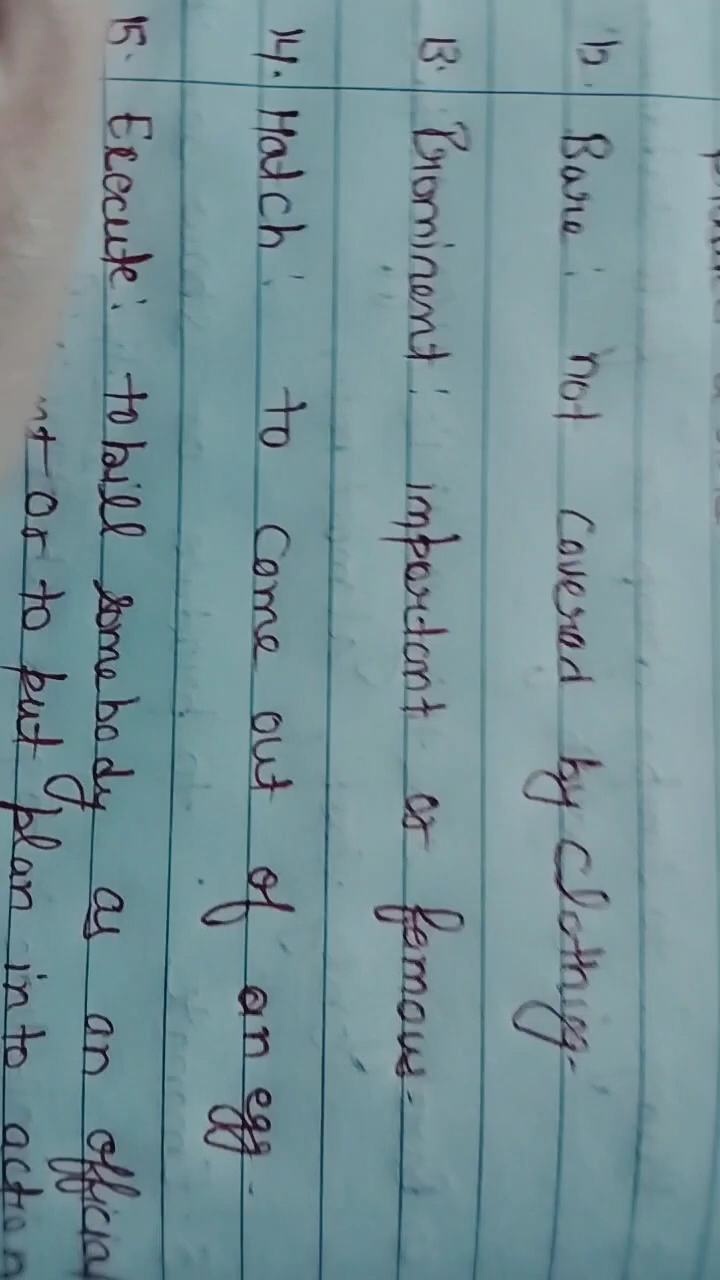 12. Bare: not covered by clothing.
13. Prominent: important or famous.
14. Hatch: to come out of an egg.
15. Execute: to kill somebody as an official
or to put plan into action